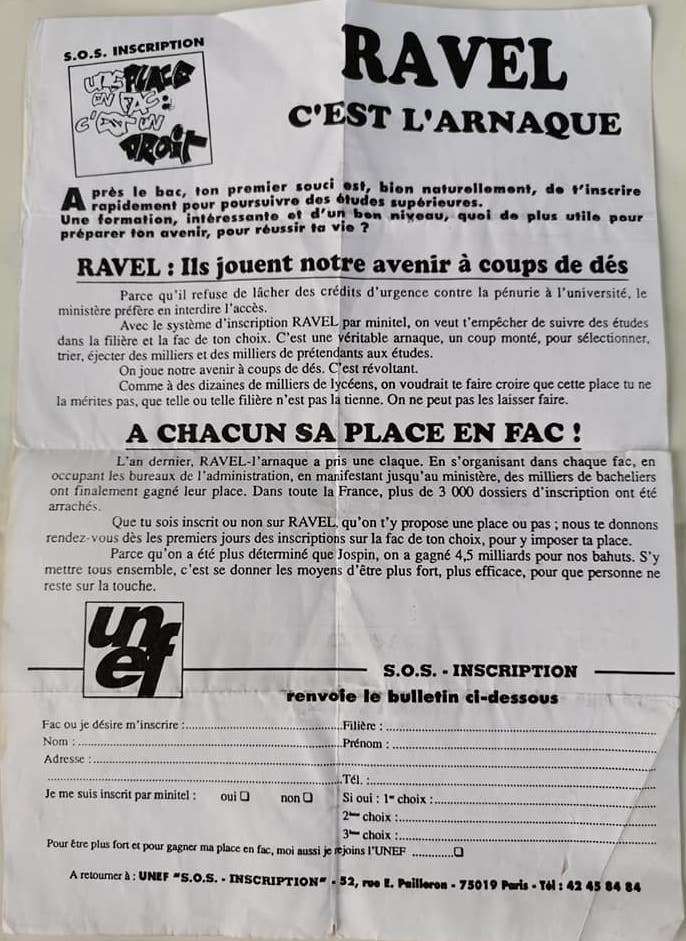 S.O.S. INSCRIPTION
UNE PLACE
EN FAC :
C'EST UN
DROIT
RAVEL
C'EST L'ARNAQUE
Après le bac, ton premier souci est, bien naturellement, de t'inscrire
rapidement pour poursuivre des études supérieures.
Une formation, intéressante et d'un bon niveau, quoi de plus utile pour
préparer ton avenir, pour réussir ta vie ?
RAVEL : Ils jouent notre avenir à coups de dés
Parce qu'il refuse de lâcher des crédits d'urgence contre la pénurie à l'université, le
ministère préfère en interdire l'accès.
Avec le système d'inscription RAVEL par minitel, on veut t'empêcher de suivre des études
dans la filière et la fac de ton choix. C'est une véritable arnaque, un coup monté, pour sélectionner,
trier, éjecter des milliers et des milliers de prétendants aux études.
On joue notre avenir à coups de dés. C'est révoltant.
Comme à des dizaines de milliers de lycéens, on voudrait te faire croire que cette place tu ne
la mérites pas, que telle ou telle filière n'est pas la tienne. On ne peut pas les laisser faire.
A CHACUN SA PLACE EN FAC !
L'an dernier, RAVEL-l'arnaque a pris une claque. En s'organisant dans chaque fac, en
occupant les bureaux de l'administration, en manifestant jusqu'au ministère, des milliers de bacheliers
ont finalement gagné leur place. Dans toute la France, plus de 3 000 dossiers d'inscription ont été
arrachés.
Que tu sois inscrit ou non sur RAVEL, qu'on t'y propose une place ou pas ; nous te donnons
rendez-vous dès les premiers jours des inscriptions sur la fac de ton choix, pour y imposer ta place.
Parce qu'on a été plus déterminé que Jospin, on a gagné 4,5 milliards pour nos bahuts. S'y
mettre tous ensemble, c'est se donner les moyens d'être plus fort, plus efficace, pour que personne ne
reste sur la touche.
unef
S.O.S. - INSCRIPTION
renvoie le bulletin ci-dessous
Fac ou je désire m'inscrire :.......... Filière :..........
Nom :.......... Prénom :..........
Adresse :..........
.......... Tél. :..........
Je me suis inscrit par minitel : oui ❑ non ❑ Si oui : 1er choix :..........
2ème choix :..........
3ème choix :..........
Pour être plus fort et pour gagner ma place en fac, moi aussi je rejoins l'UNEF ............❑
A retourner à : UNEF "S.O.S. - INSCRIPTION" - 52, rue E. Pailleron - 75019 Paris - Tél : 42 45 84 84